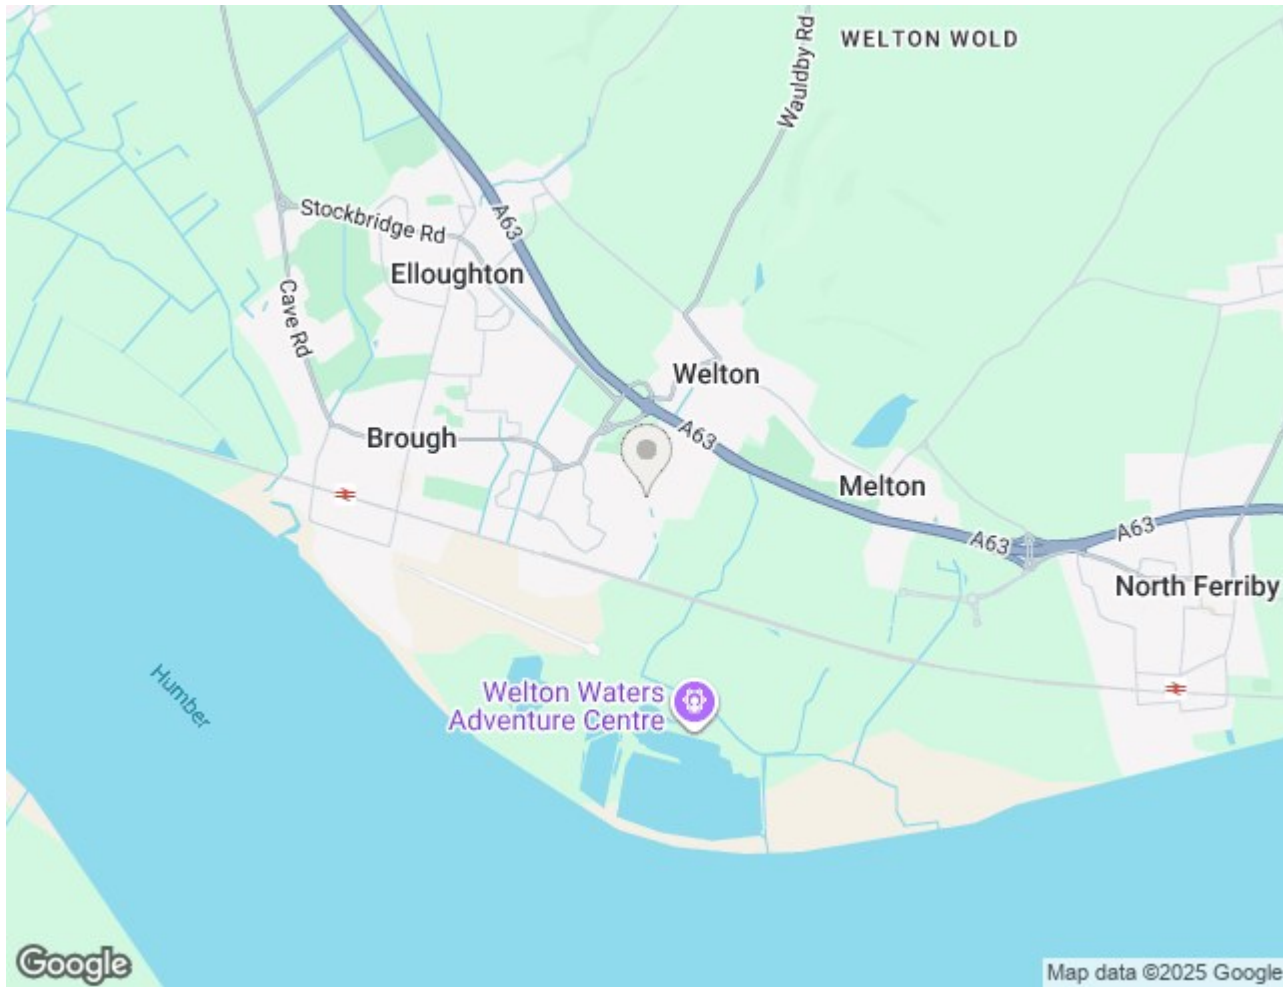 WELTON WOLD
Wauldby Rd
Stockbridge Rd
A63
Elloughton
Cave Rd
Welton
Brough
A63
Melton
A63
A63
North Ferriby
Humber
Welton Waters
Adventure Centre
Google
Map data ©2025 Google